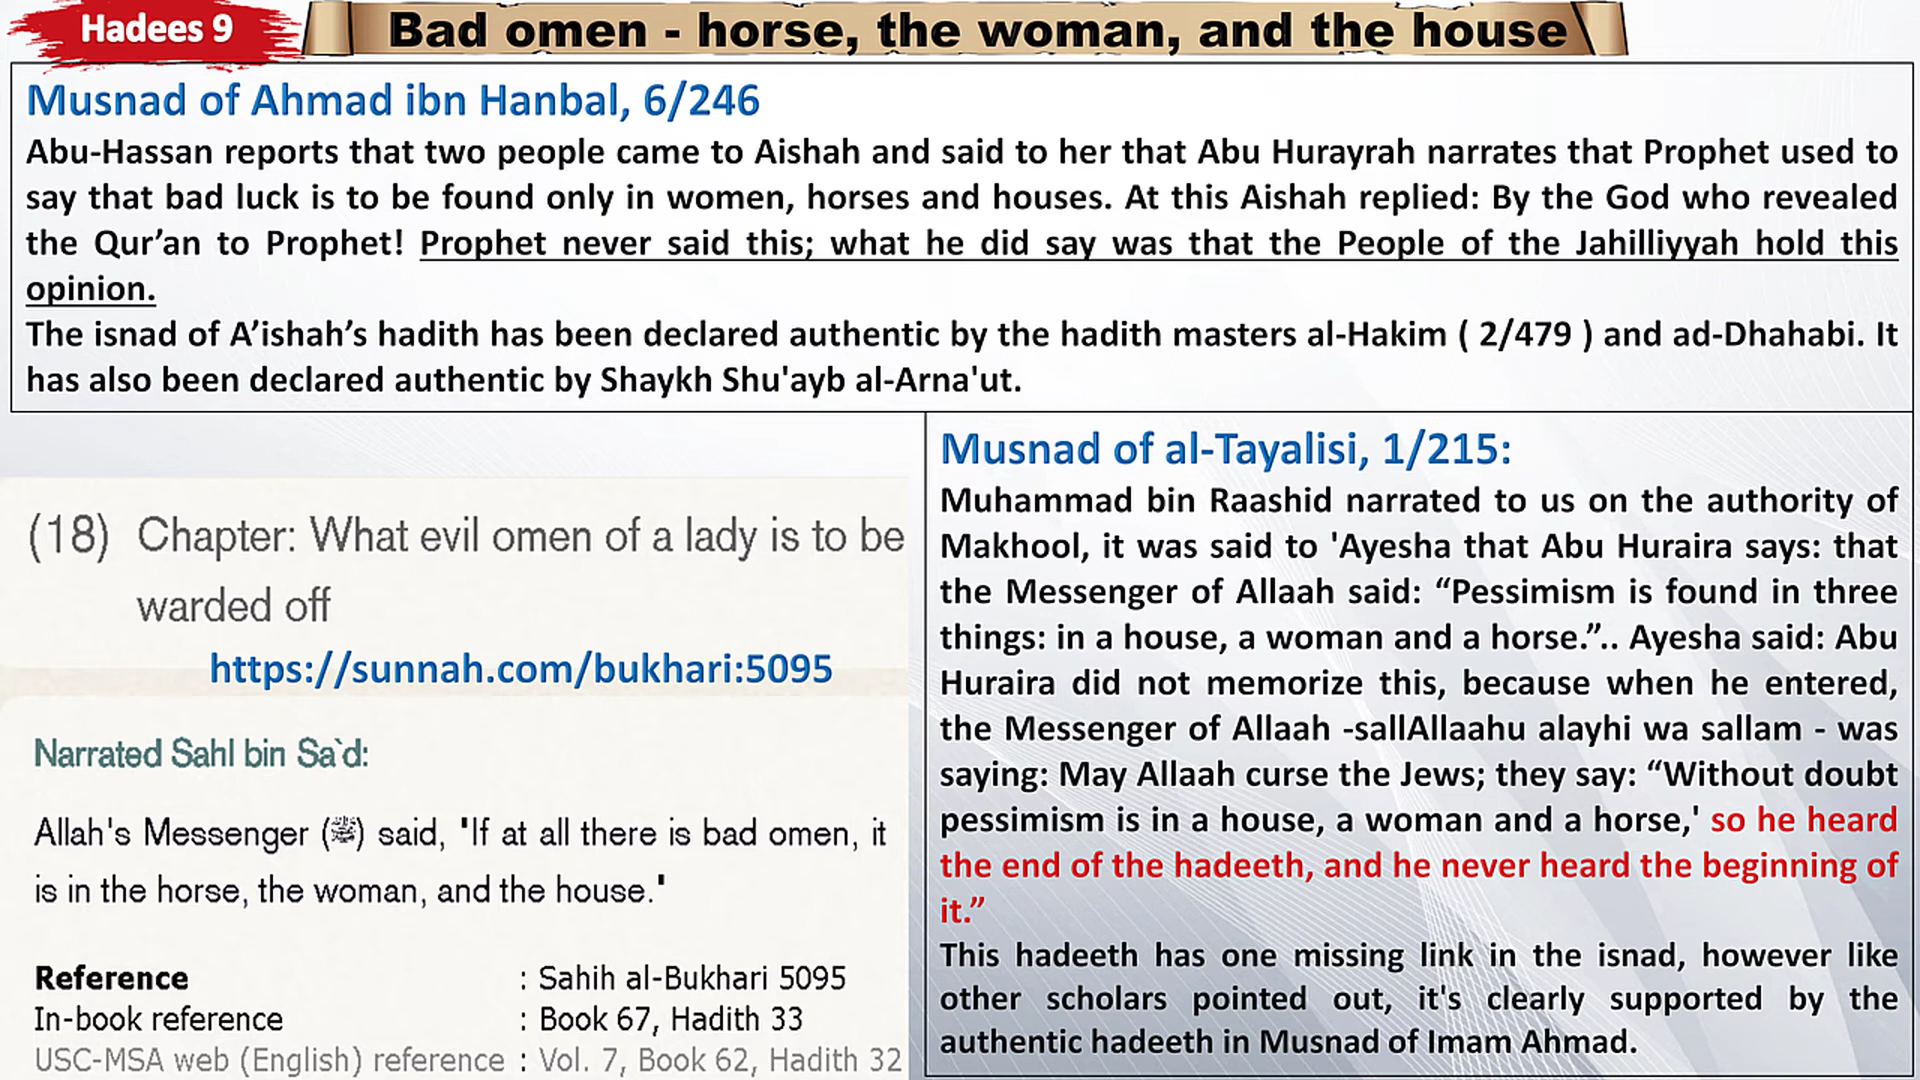 Hadees 9
Bad omen - horse, the woman, and the house
Musnad of Ahmad ibn Hanbal, 6/246
Abu-Hassan reports that two people came to Aishah and said to her that Abu Hurayrah narrates that Prophet used to
say that bad luck is to be found only in women, horses and houses. At this Aishah replied: By the God who revealed
the Qur’an to Prophet! Prophet never said this; what he did say was that the People of the Jahilliyyah hold this
opinion.
The isnad of A’ishah’s hadith has been declared authentic by the hadith masters al-Hakim ( 2/479 ) and ad-Dhahabi. It
has also been declared authentic by Shaykh Shu'ayb al-Arna'ut.
(18) Chapter: What evil omen of a lady is to be
warded off
https://sunnah.com/bukhari:5095
Narrated Sahl bin Sa`d:
Allah's Messenger (ﷺ) said, 'If at all there is bad omen, it
is in the horse, the woman, and the house.'
Reference : Sahih al-Bukhari 5095
In-book reference : Book 67, Hadith 33
USC-MSA web (English) reference : Vol. 7, Book 62, Hadith 32
Musnad of al-Tayalisi, 1/215:
Muhammad bin Raashid narrated to us on the authority of
Makhool, it was said to 'Ayesha that Abu Huraira says: that
the Messenger of Allaah said: “Pessimism is found in three
things: in a house, a woman and a horse.”.. Ayesha said: Abu
Huraira did not memorize this, because when he entered,
the Messenger of Allaah -sallAllaahu alayhi wa sallam - was
saying: May Allaah curse the Jews; they say: “Without doubt
pessimism is in a house, a woman and a horse,' so he heard
the end of the hadeeth, and he never heard the beginning of
it.”
This hadeeth has one missing link in the isnad, however like
other scholars pointed out, it's clearly supported by the
authentic hadeeth in Musnad of Imam Ahmad.